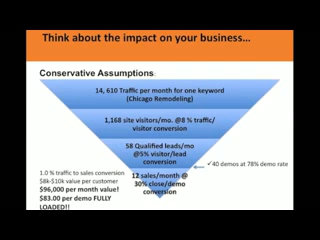 Think about the impact on your business…
Conservative Assumptions:
14, 610 Traffic per month for one keyword
(Chicago Remodeling)
1,168 site visitors/mo. @8 % traffic/
visitor conversion
58 Qualified leads/mo
@5% visitor/lead
conversion
✓40 demos at 78% demo rate
12 sales/month @
30% close/demo
conversion
1.0 % traffic to sales conversion
$8k-$10k value per customer
$96,000 per month value!
$83.00 per demo FULLY
LOADED!!